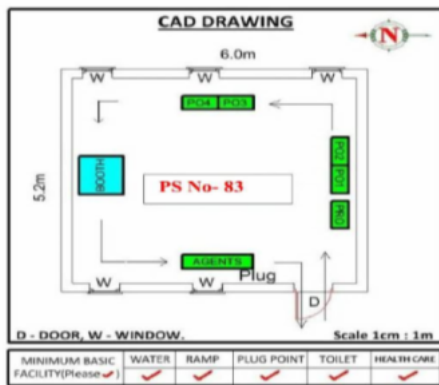 CAD DRAWING
N
6.0m
W W W
PO4 PO3
5.2m
BOOTH
PO2
PO1
PS No- 83
PRO
AGENTS
Plug
W W
D
D - DOOR, W - WINDOW. Scale 1cm : 1m
MINIMUM BASIC FACILITY(Please✓) WATER RAMP PLUG POINT TOILET HEALTH CARE
✓ ✓ ✓ ✓ ✓